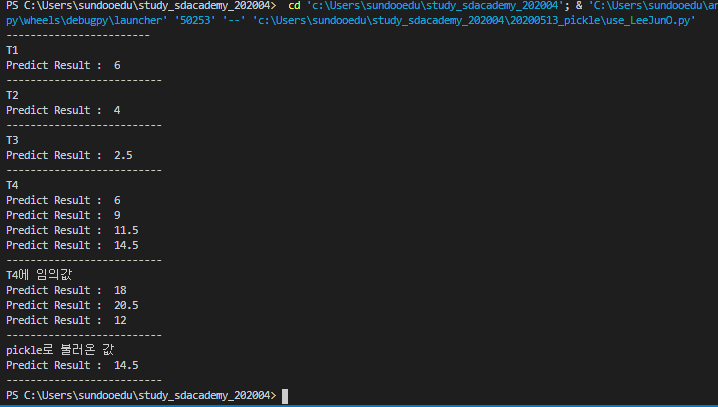 PS C:\Users\sundooedu\study_sdacademy_202004>  cd 'c:\Users\sundooedu\study_sdacademy_202004'; & 'C:\Users\sundooedu\an
py\wheels\debugpy\launcher' '50253' '--' 'c:\Users\sundooedu\study_sdacademy_202004\20200513_pickle\use_LeeJunO.py'
------------------------
T1
Predict Result :  6
--------------------------
T2
Predict Result :  4
--------------------------
T3
Predict Result :  2.5
--------------------------
T4
Predict Result :  6
Predict Result :  9
Predict Result :  11.5
Predict Result :  14.5
--------------------------
T4에 임의값
Predict Result :  18
Predict Result :  20.5
Predict Result :  12
--------------------------
pickle로 불러온 값
Predict Result :  14.5
--------------------------
PS C:\Users\sundooedu\study_sdacademy_202004>